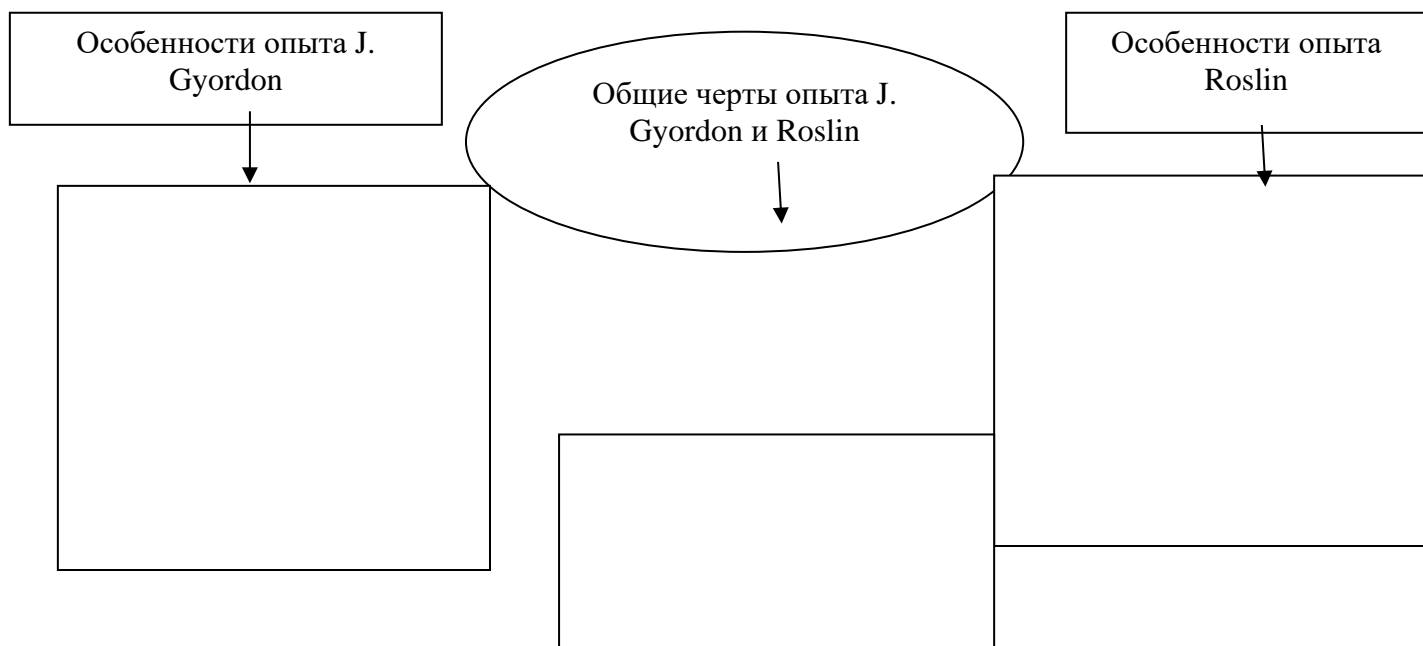 Особенности опыта J.
Gyordon
Общие черты опыта J.
Gyordon и Roslin
Особенности опыта
Roslin